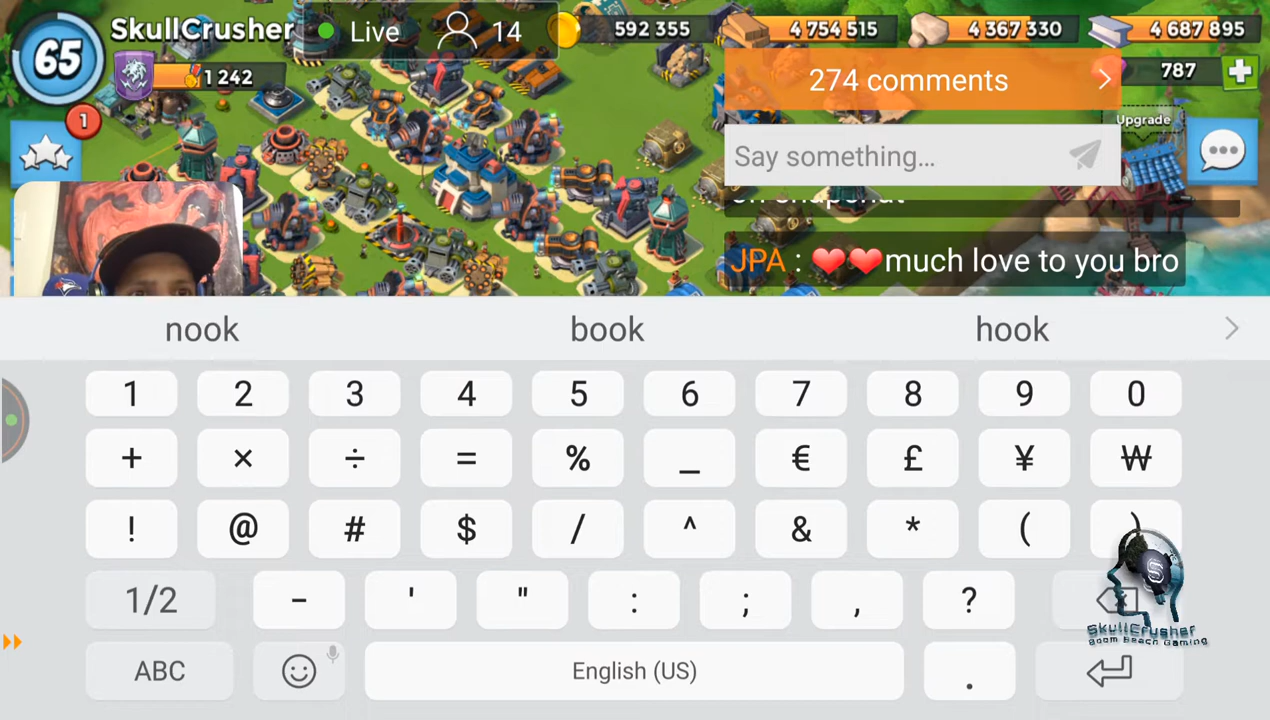 65
SkullCrusher
1 242
Live
14
592 355
4 754 515
4 367 330
4 687 895
787
1
274 comments
Upgrade
Say something...
on snapchat
JPA : ❤❤much love to you bro
nook book hook
1 2 3 4 5 6 7 8 9 0
+ × ÷ = % _ € £ ¥ ₩
! @ # $ / ^ & * ( )
1/2 - ' " : ; , ?
ABC English (US) .
SkullCrusher
Boom Beach Gaming